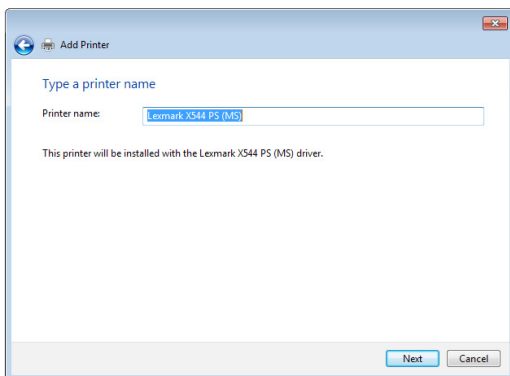 Add Printer
Type a printer name
Printer name: Lexmark X544 PS (MS)
This printer will be installed with the Lexmark X544 PS (MS) driver.
Next Cancel